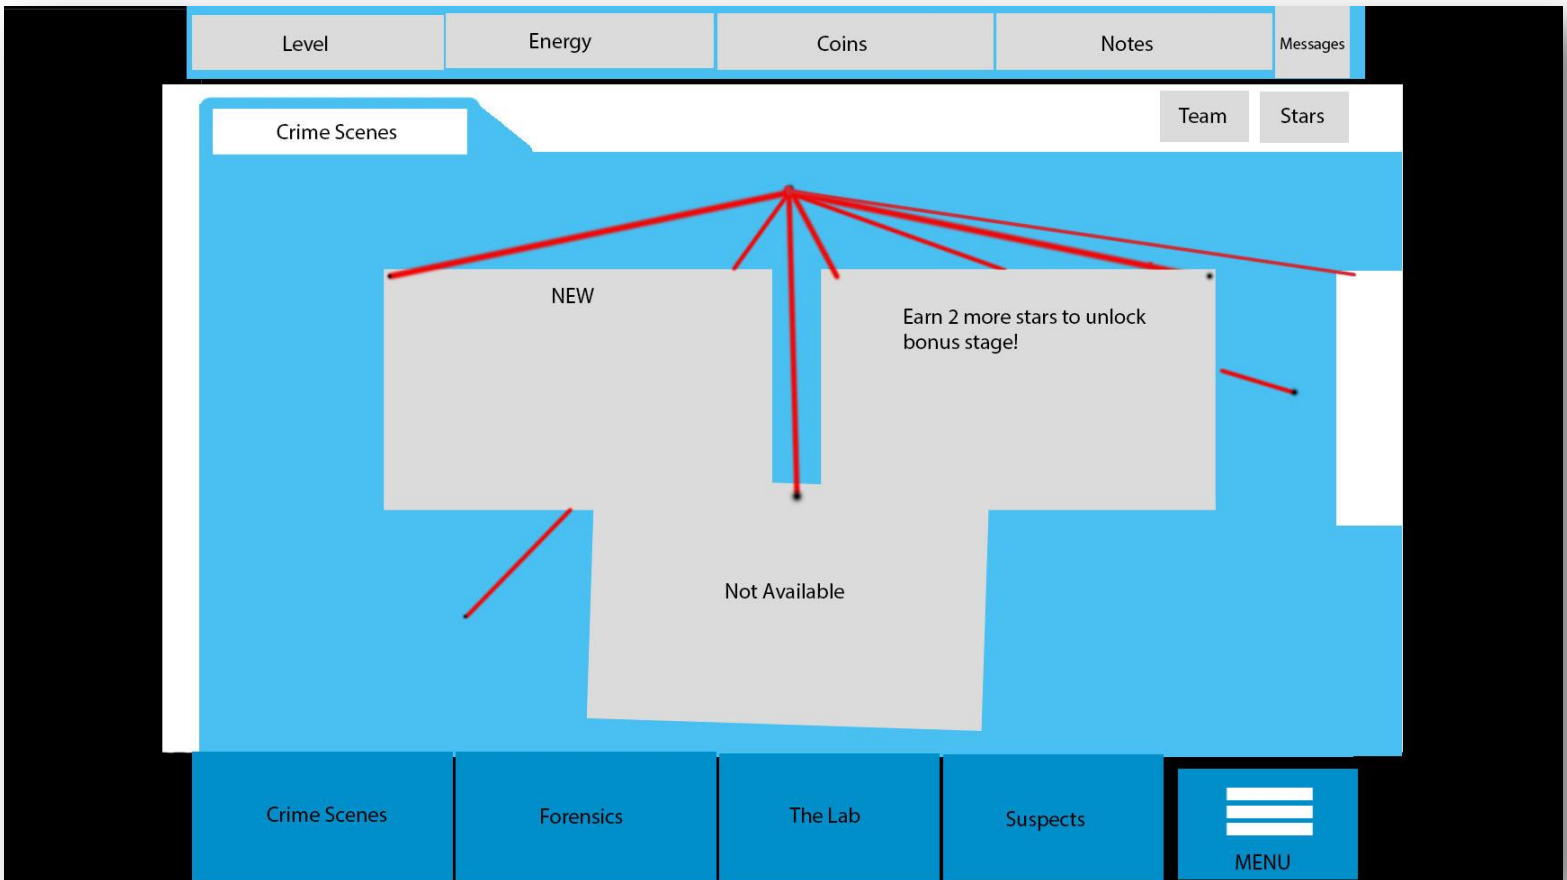 Level
Energy
Coins
Notes
Messages
Crime Scenes
Team
Stars
NEW
Earn 2 more stars to unlock
bonus stage!
Not Available
Crime Scenes
Forensics
The Lab
Suspects
MENU